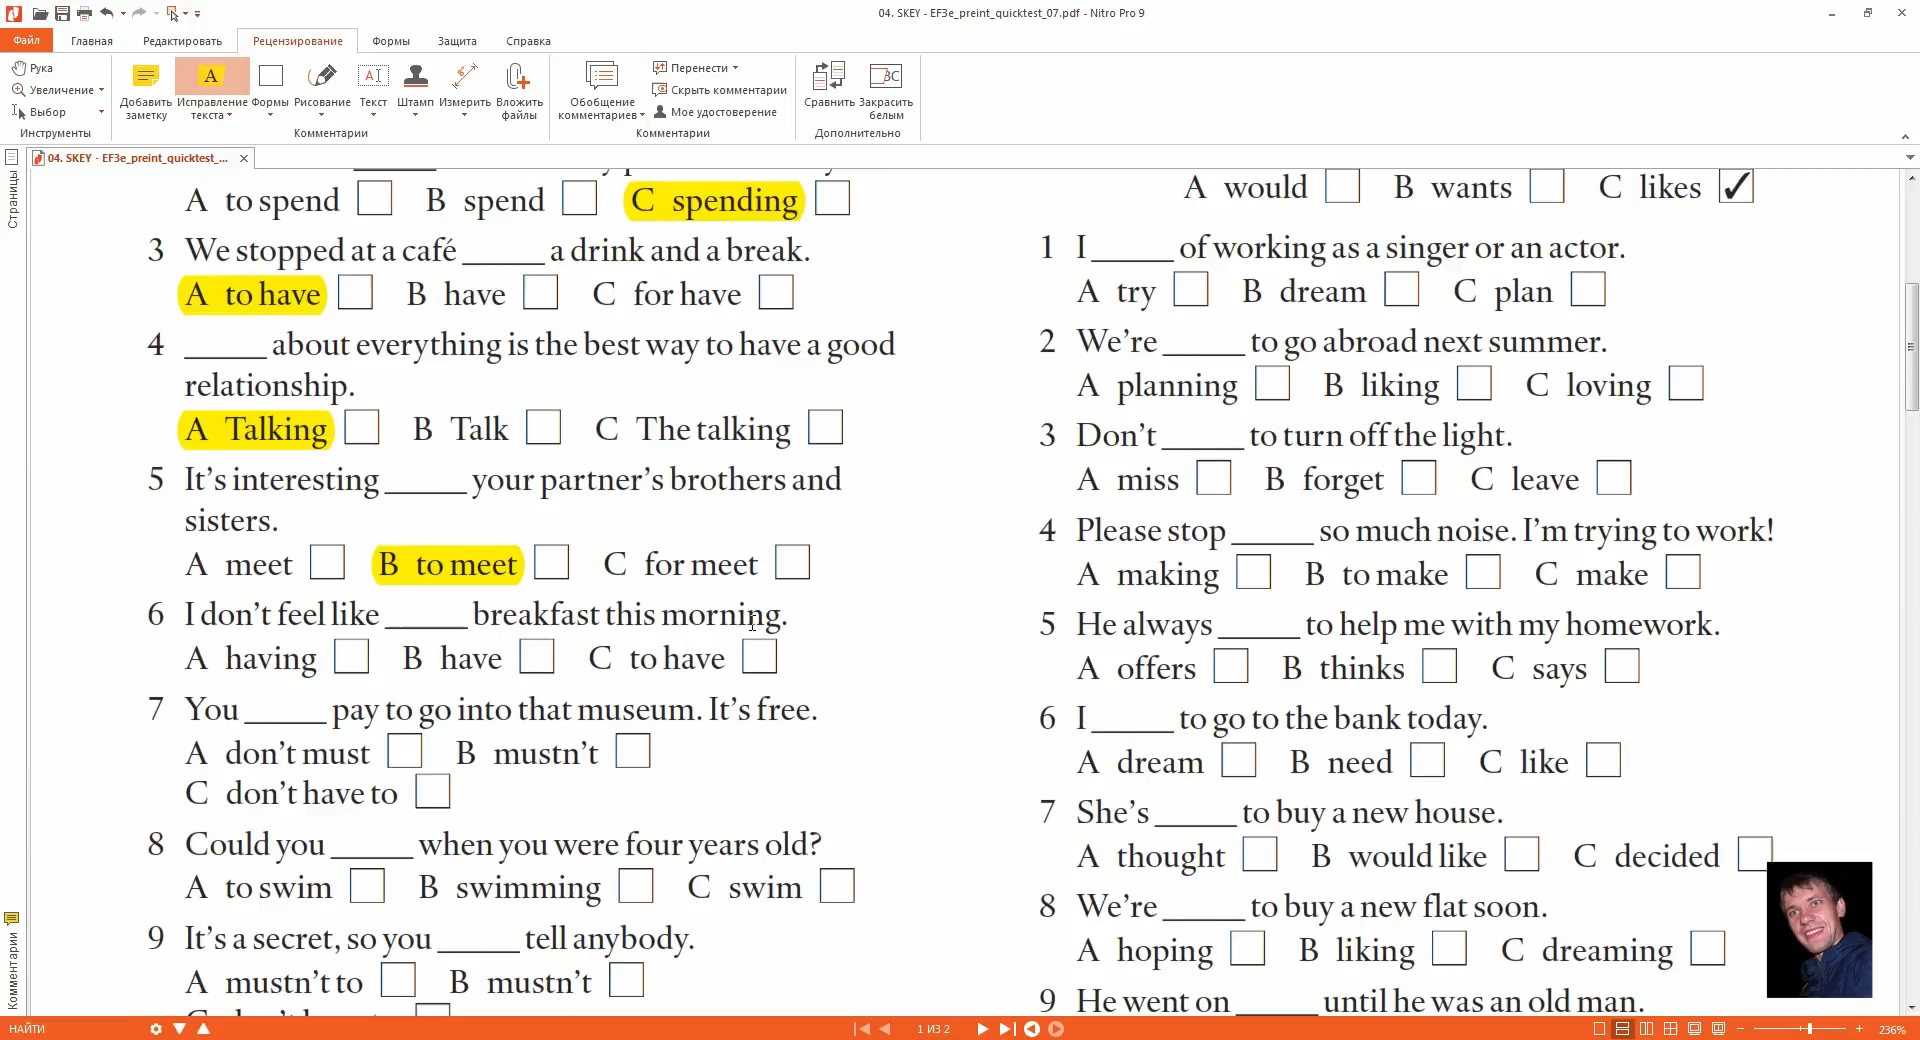 04. SKEY - EF3e_preint_quicktest_07.pdf - Nitro Pro 9
Файл
Главная
Редактировать
Рецензирование
Формы
Защита
Справка
Рука
Увеличение
Выбор
Инструменты
Добавить заметку
Исправление текста
Формы
Рисование
Текст
Штамп
Измерить
Вложить файлы
Комментарии
Обобщение комментариев
Перенести
Скрыть комментарии
Мое удостоверение
Комментарии
Сравнить
Закрасить белым
Дополнительно
04. SKEY - EF3e_preint_quicktest_...
Страницы
Комментарии
A to spend B spend C spending
3 We stopped at a café _____ a drink and a break.
A to have B have C for have
4 _____ about everything is the best way to have a good
relationship.
A Talking B Talk C The talking
5 It's interesting _____ your partner's brothers and
sisters.
A meet B to meet C for meet
6 I don't feel like _____ breakfast this morning.
A having B have C to have
7 You _____ pay to go into that museum. It's free.
A don't must B mustn't
C don't have to
8 Could you _____ when you were four years old?
A to swim B swimming C swim
9 It's a secret, so you _____ tell anybody.
A mustn't to B mustn't
A would B wants C likes ✓
1 I _____ of working as a singer or an actor.
A try B dream C plan
2 We're _____ to go abroad next summer.
A planning B liking C loving
3 Don't _____ to turn off the light.
A miss B forget C leave
4 Please stop _____ so much noise. I'm trying to work!
A making B to make C make
5 He always _____ to help me with my homework.
A offers B thinks C says
6 I _____ to go to the bank today.
A dream B need C like
7 She's _____ to buy a new house.
A thought B would like C decided
8 We're _____ to buy a new flat soon.
A hoping B liking C dreaming
9 He went on _____ until he was an old man.
НАЙТИ
1 ИЗ 2
236%